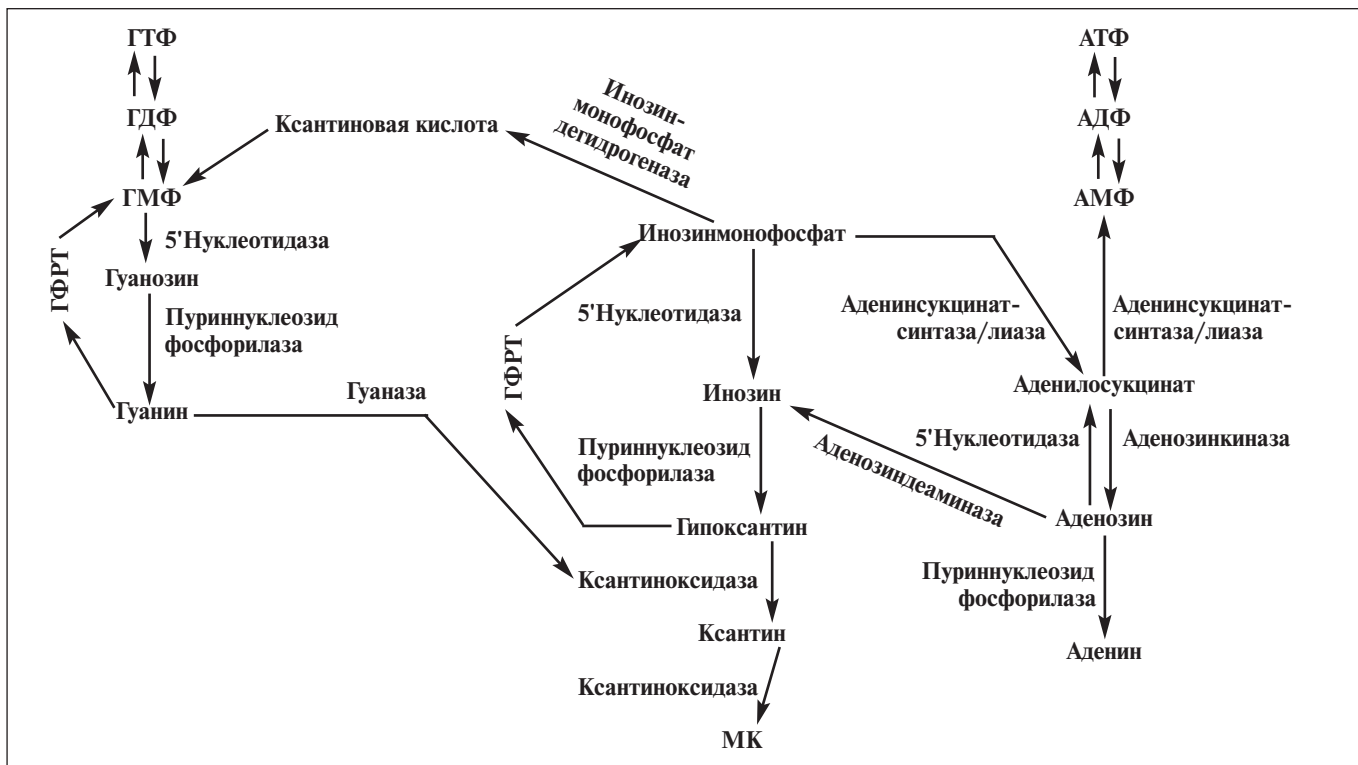 ГТФ
ГДФ
ГМФ
Ксантиновая кислота
Инозин-
монофосфат
дегидрогеназа
АТФ
АДФ
АМФ
5'Нуклеотидаза
Гуанозин
ГФРТ
Пуриннуклеозид
фосфорилаза
Гуанин
Гуаназа
Инозинмонофосфат
5'Нуклеотидаза
ГФРТ
Инозин
Пуриннуклеозид
фосфорилаза
Гипоксантин
Ксантиноксидаза
Ксантин
Ксантиноксидаза
МК
Аденинсукцинат-
синтаза/лиаза
Аденинсукцинат-
синтаза/лиаза
Аденилосукцинат
5'Нуклеотидаза
Аденозинкиназа
Аденозиндеаминаза
Аденозин
Пуриннуклеозид
фосфорилаза
Аденин